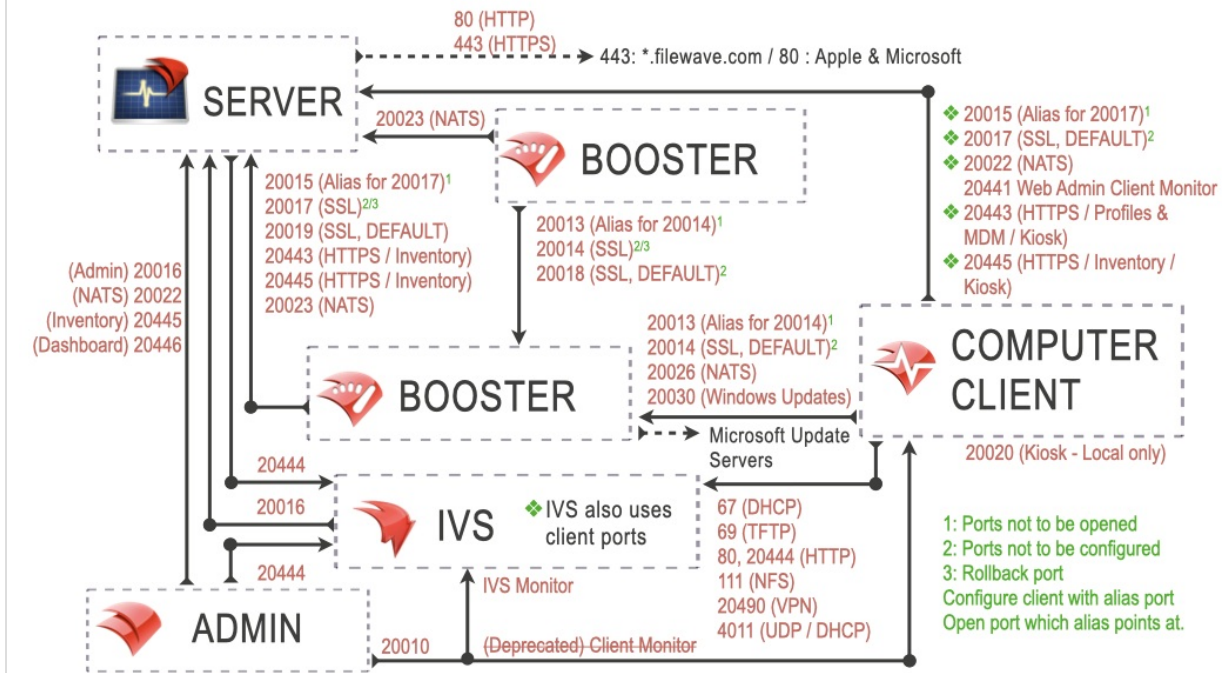 80 (HTTP)
443 (HTTPS)
443: *.filewave.com / 80 : Apple & Microsoft
SERVER
20023 (NATS)
BOOSTER
❖ 20015 (Alias for 20017)¹
❖ 20017 (SSL, DEFAULT)²
❖ 20022 (NATS)
20441 Web Admin Client Monitor
❖ 20443 (HTTPS / Profiles &
MDM / Kiosk)
❖ 20445 (HTTPS / Inventory /
Kiosk)
20015 (Alias for 20017)¹
20017 (SSL)²/³
20019 (SSL, DEFAULT)
20443 (HTTPS / Inventory)
20445 (HTTPS / Inventory)
20023 (NATS)
20013 (Alias for 20014)¹
20014 (SSL)²/³
20018 (SSL, DEFAULT)²
(Admin) 20016
(NATS) 20022
(Inventory) 20445
(Dashboard) 20446
BOOSTER
20013 (Alias for 20014)¹
20014 (SSL, DEFAULT)²
20026 (NATS)
20030 (Windows Updates)
COMPUTER
CLIENT
Microsoft Update
Servers
20020 (Kiosk - Local only)
20444
20016
IVS
❖ IVS also uses
client ports
67 (DHCP)
69 (TFTP)
80, 20444 (HTTP)
111 (NFS)
20490 (VPN)
4011 (UDP / DHCP)
1: Ports not to be opened
2: Ports not to be configured
3: Rollback port
Configure client with alias port
Open port which alias points at.
20444
IVS Monitor
ADMIN
20010
(Deprecated) Client Monitor